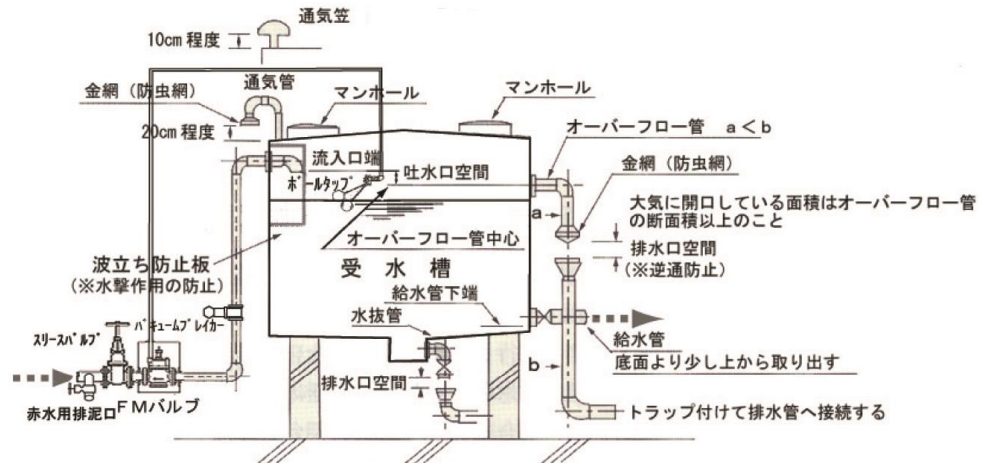 通気笠
10cm 程度
通気管
金網（防虫網）
マンホール
マンホール
20cm 程度
オーバーフロー管 a＜b
流入口端
吐水口空間
ボールタップ
金網（防虫網）
大気に開口している面積はオーバーフロー管
の断面積以上のこと
a
オーバーフロー管中心
排水口空間
（※逆通防止）
波立ち防止板
（※水撃作用の防止）
受水槽
給水管下端
水抜管
スリースバルブ
バキュームブレイカー
給水管
底面より少し上から取り出す
b
排水口空間
赤水用排泥口
FMバルブ
トラップ付けて排水管へ接続する